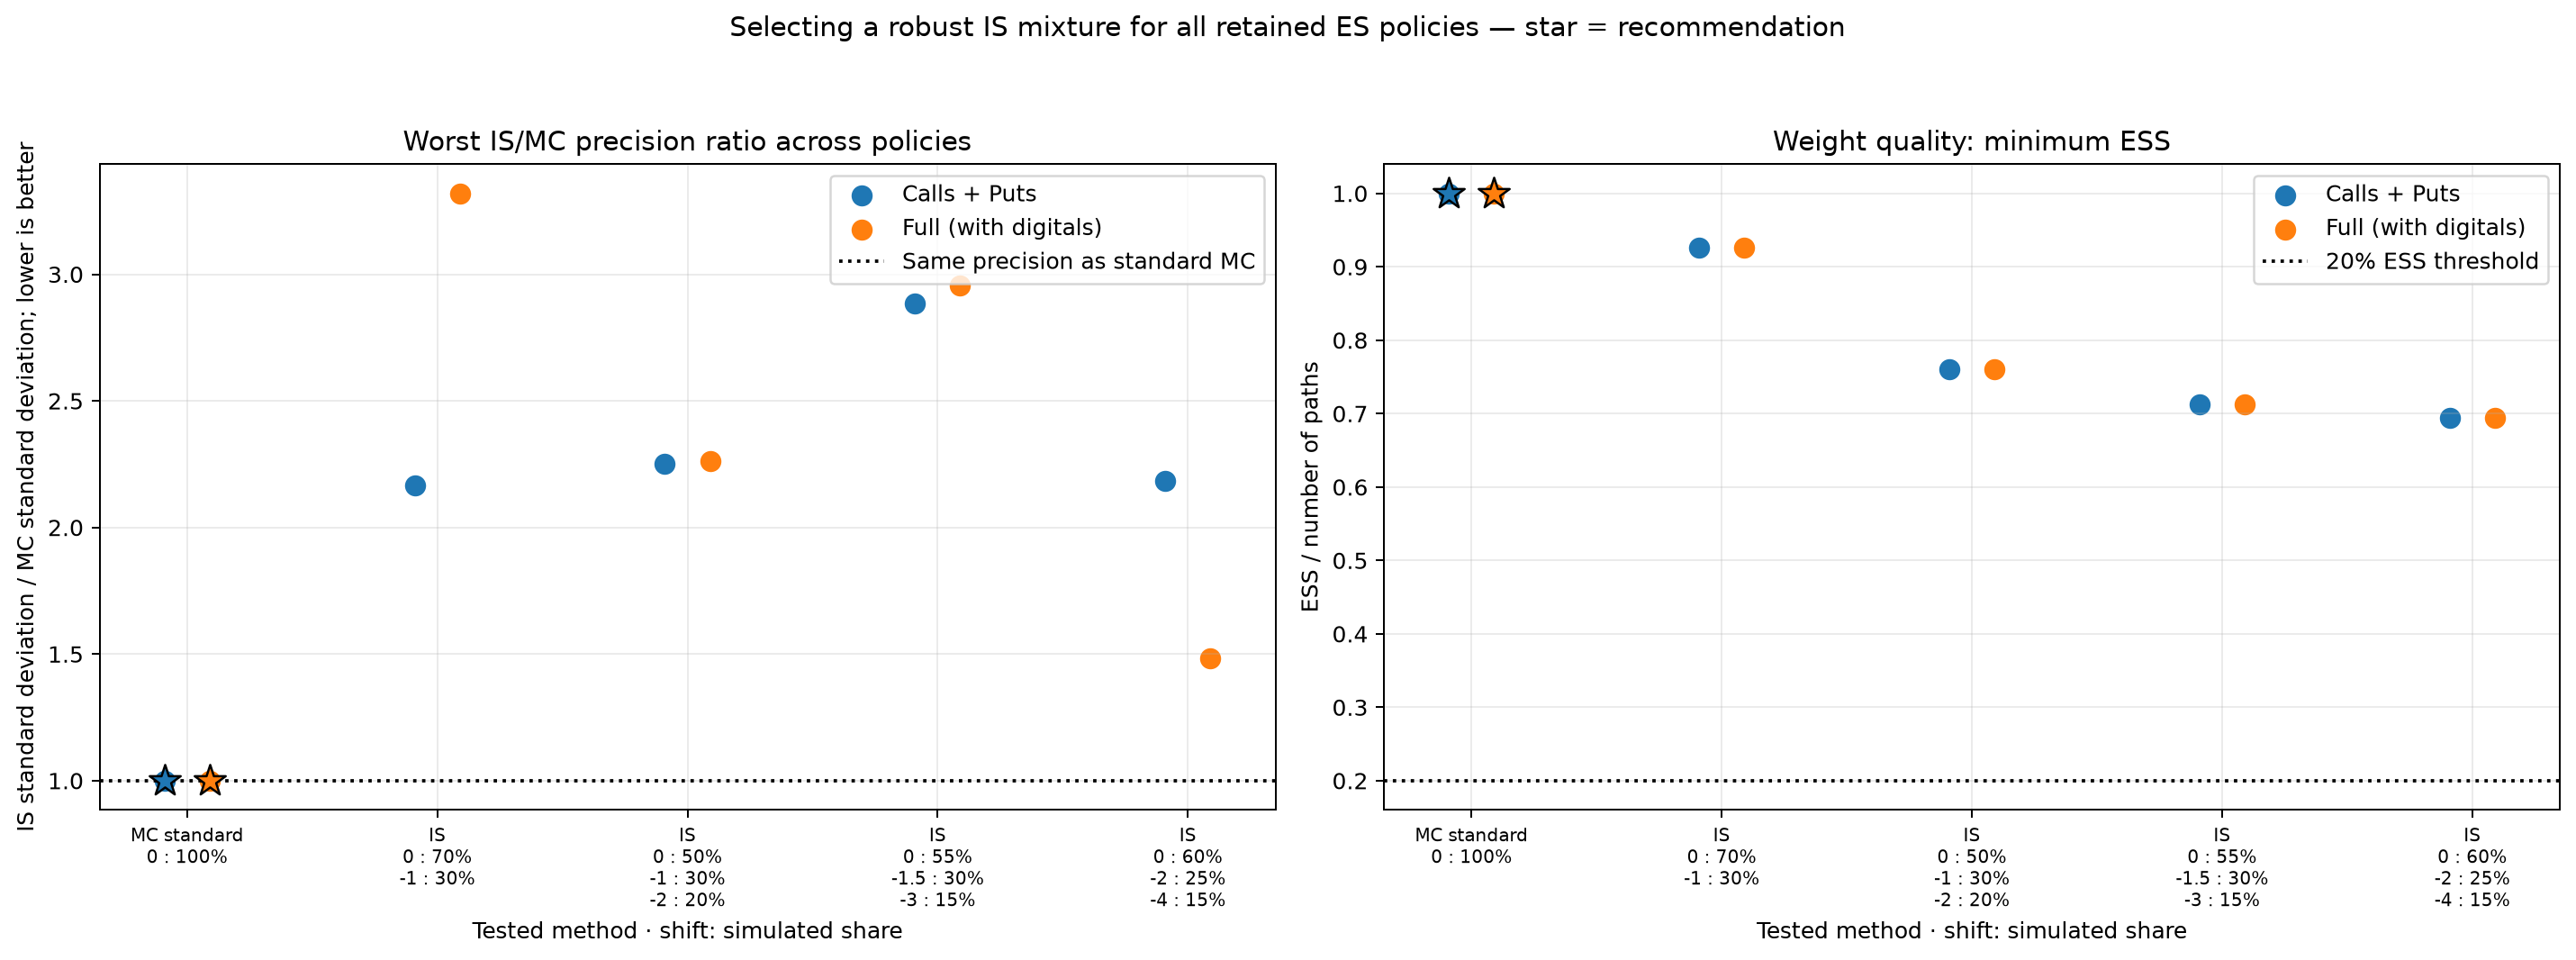 Selecting a robust IS mixture for all retained ES policies — star = recommendation
Worst IS/MC precision ratio across policies
IS standard deviation / MC standard deviation; lower is better
3.0
2.5
2.0
1.5
1.0
Calls + Puts
Full (with digitals)
Same precision as standard MC
MC standard
0 : 100%
IS
0 : 70%
-1 : 30%
IS
0 : 50%
-1 : 30%
-2 : 20%
IS
0 : 55%
-1.5 : 30%
-3 : 15%
IS
0 : 60%
-2 : 25%
-4 : 15%
Tested method · shift: simulated share
Weight quality: minimum ESS
ESS / number of paths
1.0
0.9
0.8
0.7
0.6
0.5
0.4
0.3
0.2
Calls + Puts
Full (with digitals)
20% ESS threshold
MC standard
0 : 100%
IS
0 : 70%
-1 : 30%
IS
0 : 50%
-1 : 30%
-2 : 20%
IS
0 : 55%
-1.5 : 30%
-3 : 15%
IS
0 : 60%
-2 : 25%
-4 : 15%
Tested method · shift: simulated share